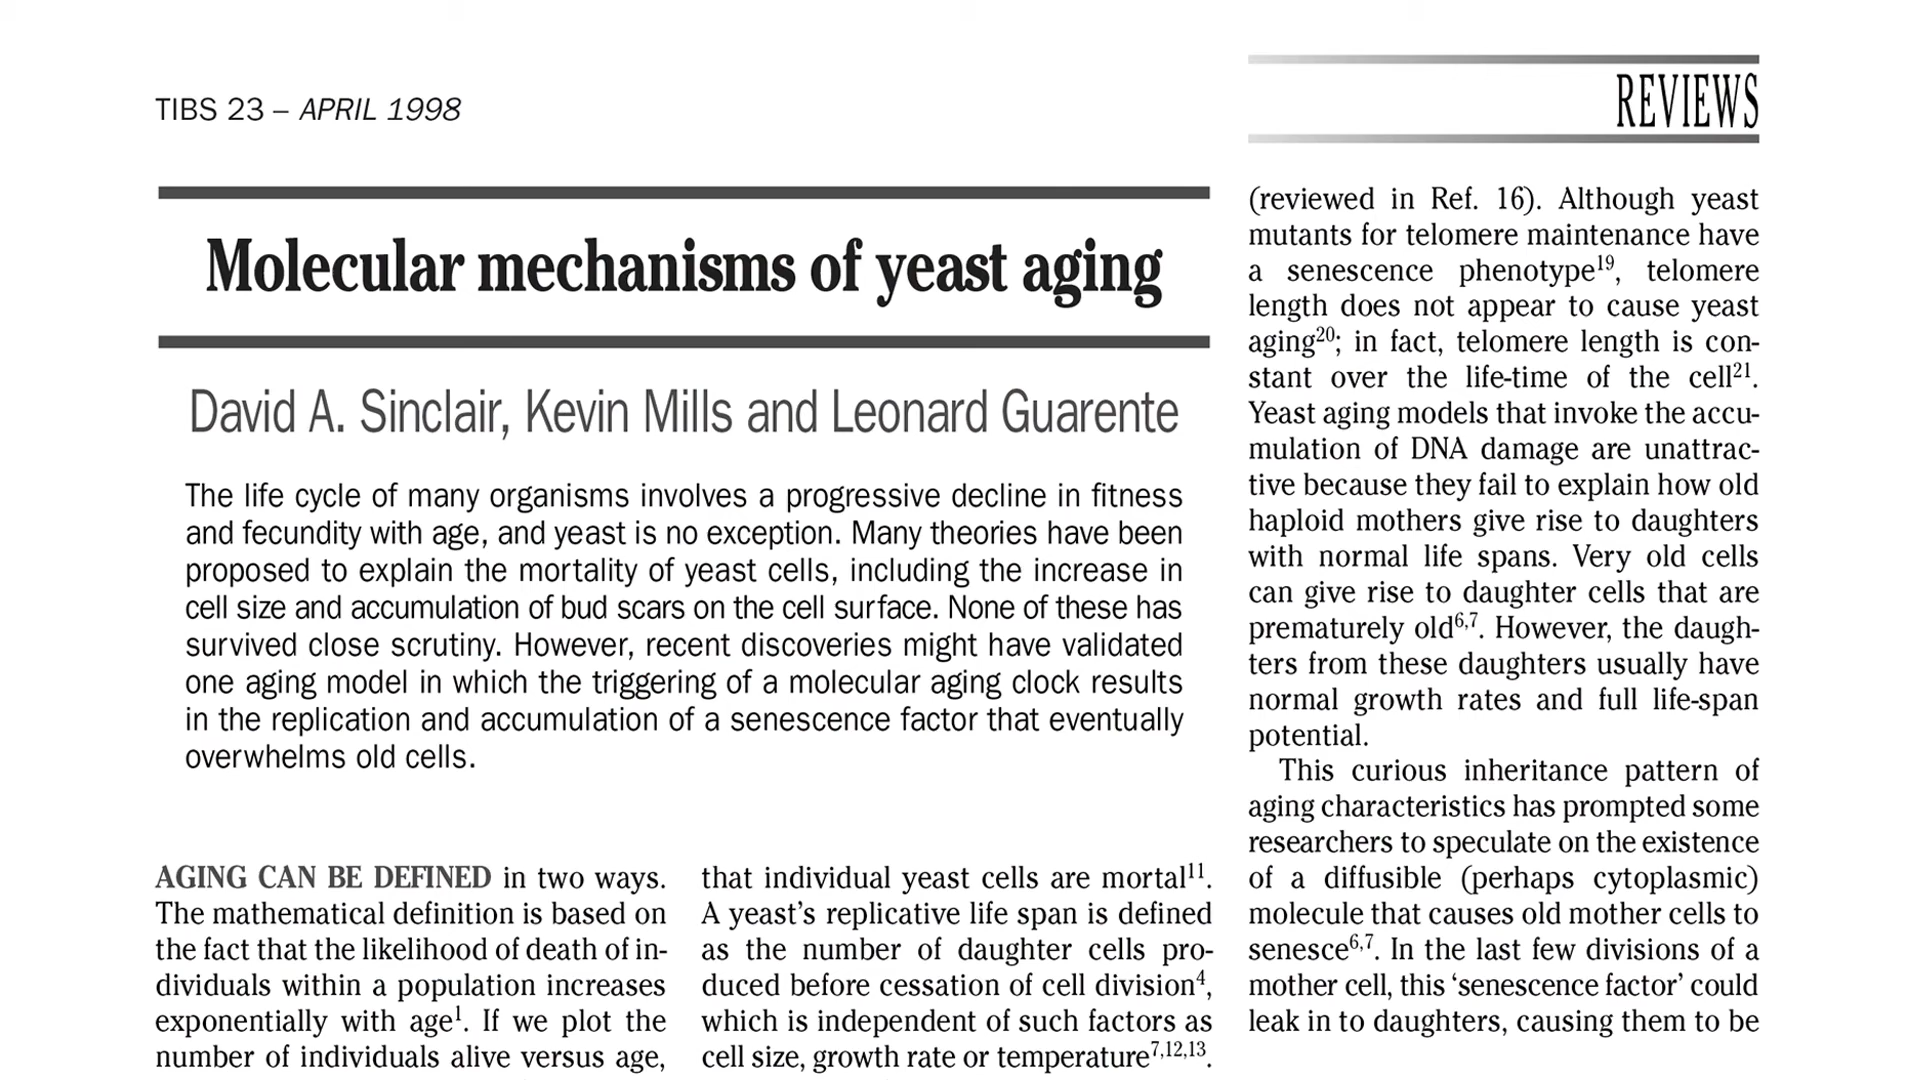 TIBS 23 – APRIL 1998
REVIEWS
Molecular mechanisms of yeast aging
David A. Sinclair, Kevin Mills and Leonard Guarente
The life cycle of many organisms involves a progressive decline in fitness
and fecundity with age, and yeast is no exception. Many theories have been
proposed to explain the mortality of yeast cells, including the increase in
cell size and accumulation of bud scars on the cell surface. None of these has
survived close scrutiny. However, recent discoveries might have validated
one aging model in which the triggering of a molecular aging clock results
in the replication and accumulation of a senescence factor that eventually
overwhelms old cells.
AGING CAN BE DEFINED in two ways.
The mathematical definition is based on
the fact that the likelihood of death of in-
dividuals within a population increases
exponentially with age¹. If we plot the
number of individuals alive versus age,
that individual yeast cells are mortal¹¹.
A yeast’s replicative life span is defined
as the number of daughter cells pro-
duced before cessation of cell division⁴,
which is independent of such factors as
cell size, growth rate or temperature⁷,¹²,¹³.
(reviewed in Ref. 16). Although yeast
mutants for telomere maintenance have
a senescence phenotype¹⁹, telomere
length does not appear to cause yeast
aging²⁰; in fact, telomere length is con-
stant over the life-time of the cell²¹.
Yeast aging models that invoke the accu-
mulation of DNA damage are unattrac-
tive because they fail to explain how old
haploid mothers give rise to daughters
with normal life spans. Very old cells
can give rise to daughter cells that are
prematurely old⁶,⁷. However, the daugh-
ters from these daughters usually have
normal growth rates and full life-span
potential.
This curious inheritance pattern of
aging characteristics has prompted some
researchers to speculate on the existence
of a diffusible (perhaps cytoplasmic)
molecule that causes old mother cells to
senesce⁶,⁷. In the last few divisions of a
mother cell, this ‘senescence factor’ could
leak in to daughters, causing them to be